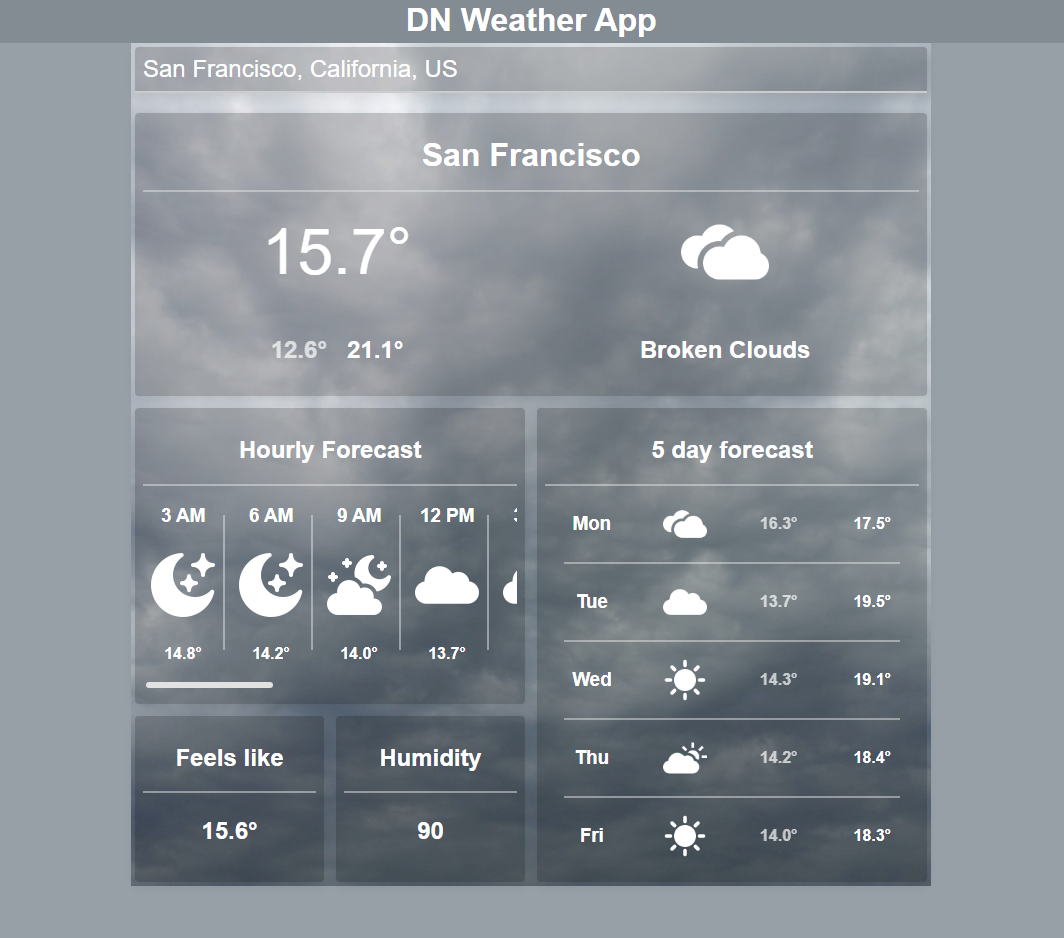 DN Weather App
San Francisco, California, US
San Francisco
15.7°
12.6° 21.1°
Broken Clouds
Hourly Forecast
3 AM 6 AM 9 AM 12 PM
14.8° 14.2° 14.0° 13.7°
5 day forecast
Mon 16.3° 17.5°
Tue 13.7° 19.5°
Wed 14.3° 19.1°
Thu 14.2° 18.4°
Fri 14.0° 18.3°
Feels like
15.6°
Humidity
90